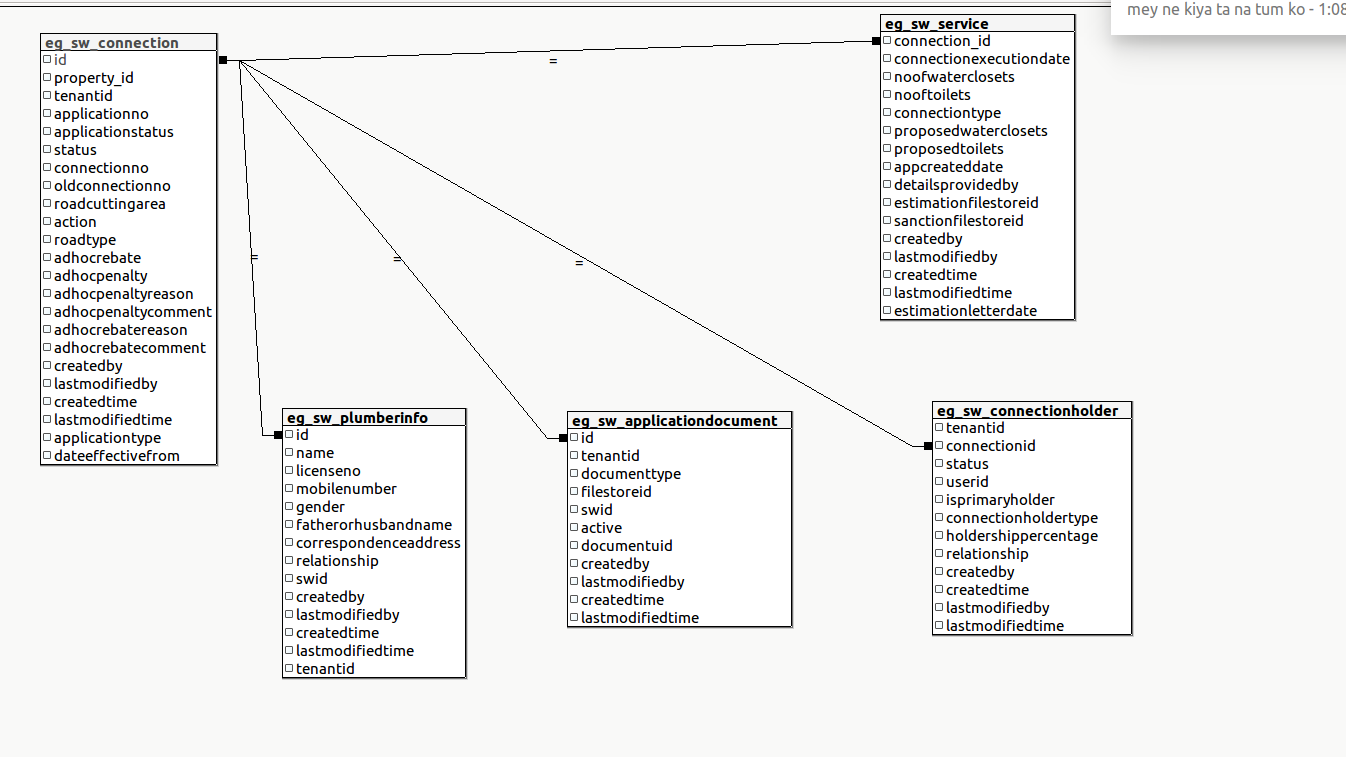 mey ne kiya ta na tum ko - 1:08
eg_sw_connection
id
property_id
tenantid
applicationno
applicationstatus
status
connectionno
oldconnectionno
roadcuttingarea
action
roadtype
adhocrebate
adhocpenalty
adhocpenaltyreason
adhocpenaltycomment
adhocrebatereason
adhocrebatecomment
createdby
lastmodifiedby
createdtime
lastmodifiedtime
applicationtype
dateeffectivefrom
eg_sw_service
connection_id
connectionexecutiondate
noofwaterclosets
nooftoilets
connectiontype
proposedwaterclosets
proposedtoilets
appcreateddate
detailsprovidedby
estimationfilestoreid
sanctionfilestoreid
createdby
lastmodifiedby
createdtime
lastmodifiedtime
estimationletterdate
=
=
=
=
eg_sw_plumberinfo
id
name
licenseno
mobilenumber
gender
fatherorhusbandname
correspondenceaddress
relationship
swid
createdby
lastmodifiedby
createdtime
lastmodifiedtime
tenantid
eg_sw_applicationdocument
id
tenantid
documenttype
filestoreid
swid
active
documentuid
createdby
lastmodifiedby
createdtime
lastmodifiedtime
eg_sw_connectionholder
tenantid
connectionid
status
userid
isprimaryholder
connectionholdertype
holdershippercentage
relationship
createdby
createdtime
lastmodifiedby
lastmodifiedtime